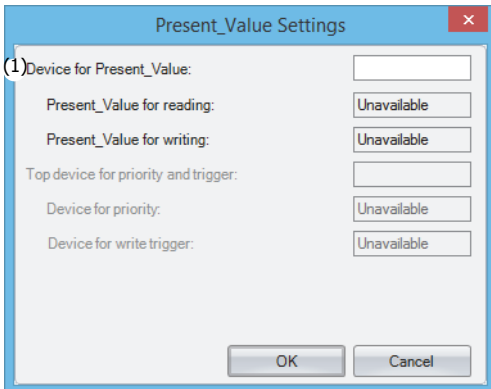 Present_Value Settings
×
(1) Device for Present_Value:
Present_Value for reading: Unavailable
Present_Value for writing: Unavailable
Top device for priority and trigger:
Device for priority: Unavailable
Device for write trigger: Unavailable
OK Cancel